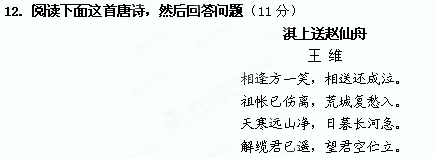 12. 阅读下面这首唐诗，然后回答问题（11 分）
淇上送赵仙舟
王 维
相逢方一笑，相送还成泣。
祖帐已伤离，荒城复愁入。
天寒远山净，日暮长河急。
解缆君已遥，望君空伫立。